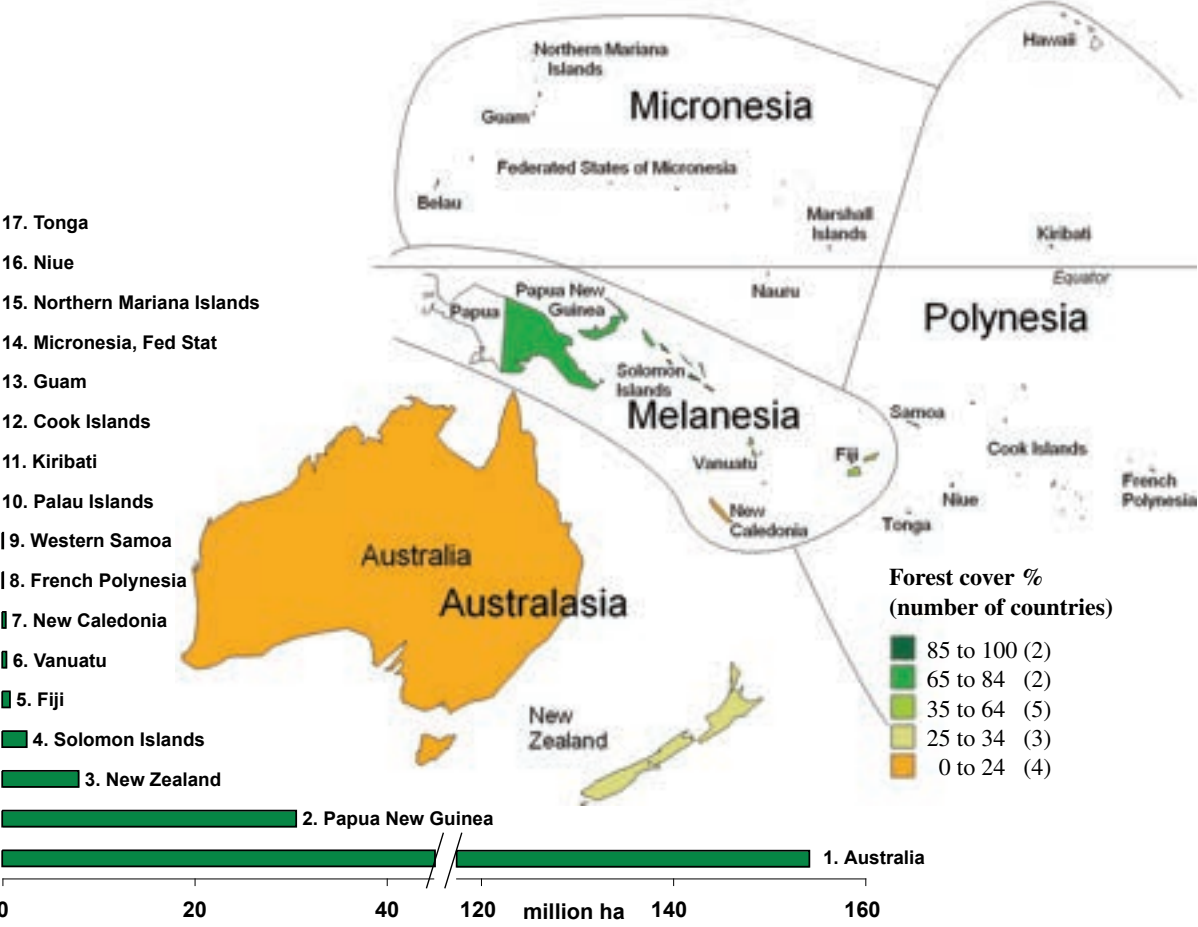 Hawaii
Northern Mariana
Islands
Micronesia
Guam
Federated States of Micronesia
Belau
Marshall
Islands
Kiribati
Equator
Nauru
Papua New
Guinea
Papua
Polynesia
Solomon
Islands
Melanesia
Samoa
Vanuatu
Fiji
Cook Islands
French
Polynesia
Niue
Tonga
New
Caledonia
Australia
Australasia
New
Zealand
17. Tonga
16. Niue
15. Northern Mariana Islands
14. Micronesia, Fed Stat
13. Guam
12. Cook Islands
11. Kiribati
10. Palau Islands
9. Western Samoa
8. French Polynesia
7. New Caledonia
6. Vanuatu
5. Fiji
4. Solomon Islands
3. New Zealand
2. Papua New Guinea
1. Australia
0 20 40 120 million ha 140 160
Forest cover %
(number of countries)
85 to 100 (2)
65 to 84 (2)
35 to 64 (5)
25 to 34 (3)
0 to 24 (4)